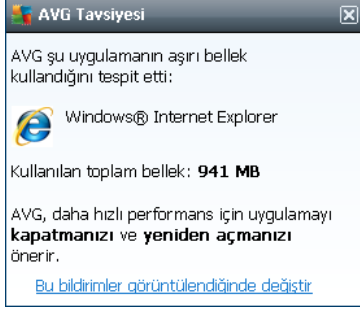 AVG Tavsiyesi
AVG şu uygulamanın aşırı bellek
kullandığını tespit etti:
Windows® Internet Explorer
Kullanılan toplam bellek: 941 MB
AVG, daha hızlı performans için uygulamayı
kapatmanızı ve yeniden açmanızı
önerir.
Bu bildirimler görüntülendiğinde değiştir